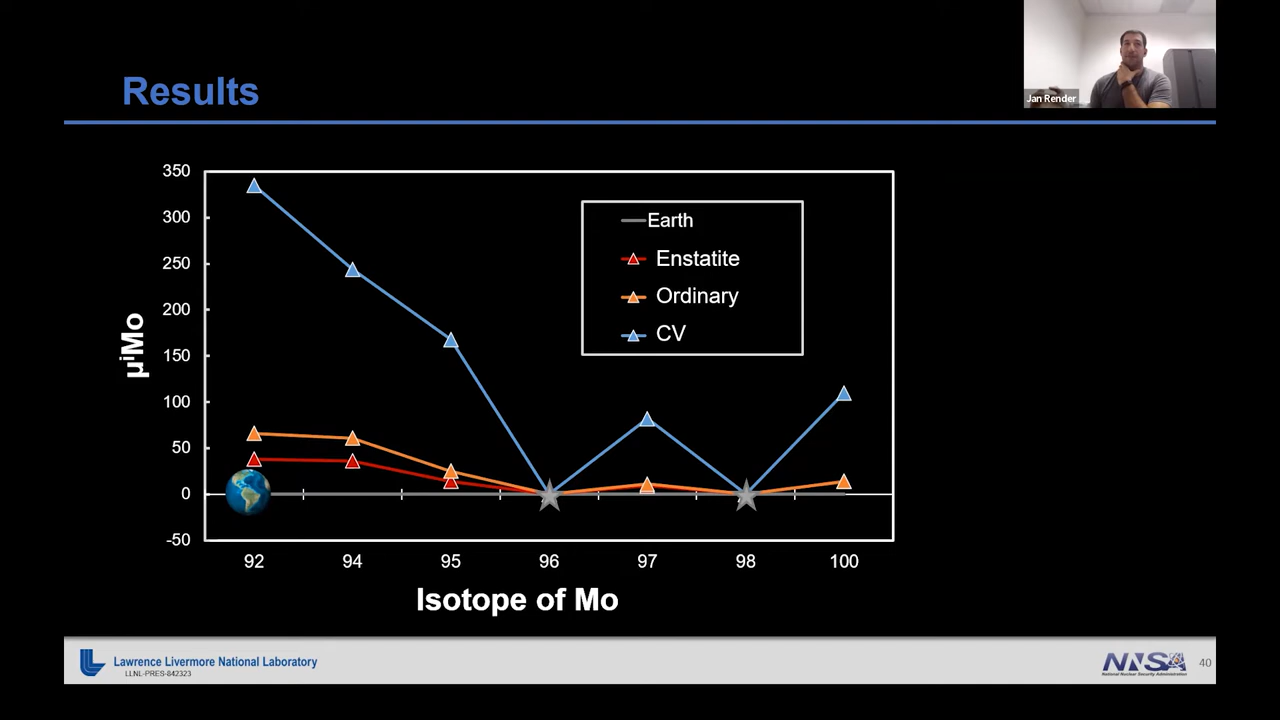 Results
Jan Render
350
300
250
200
150
100
50
0
-50
μⁱMo
Earth
Enstatite
Ordinary
CV
92 94 95 96 97 98 100
Isotope of Mo
Lawrence Livermore National Laboratory
LLNL-PRES-842323
NNSA
National Nuclear Security Administration
40